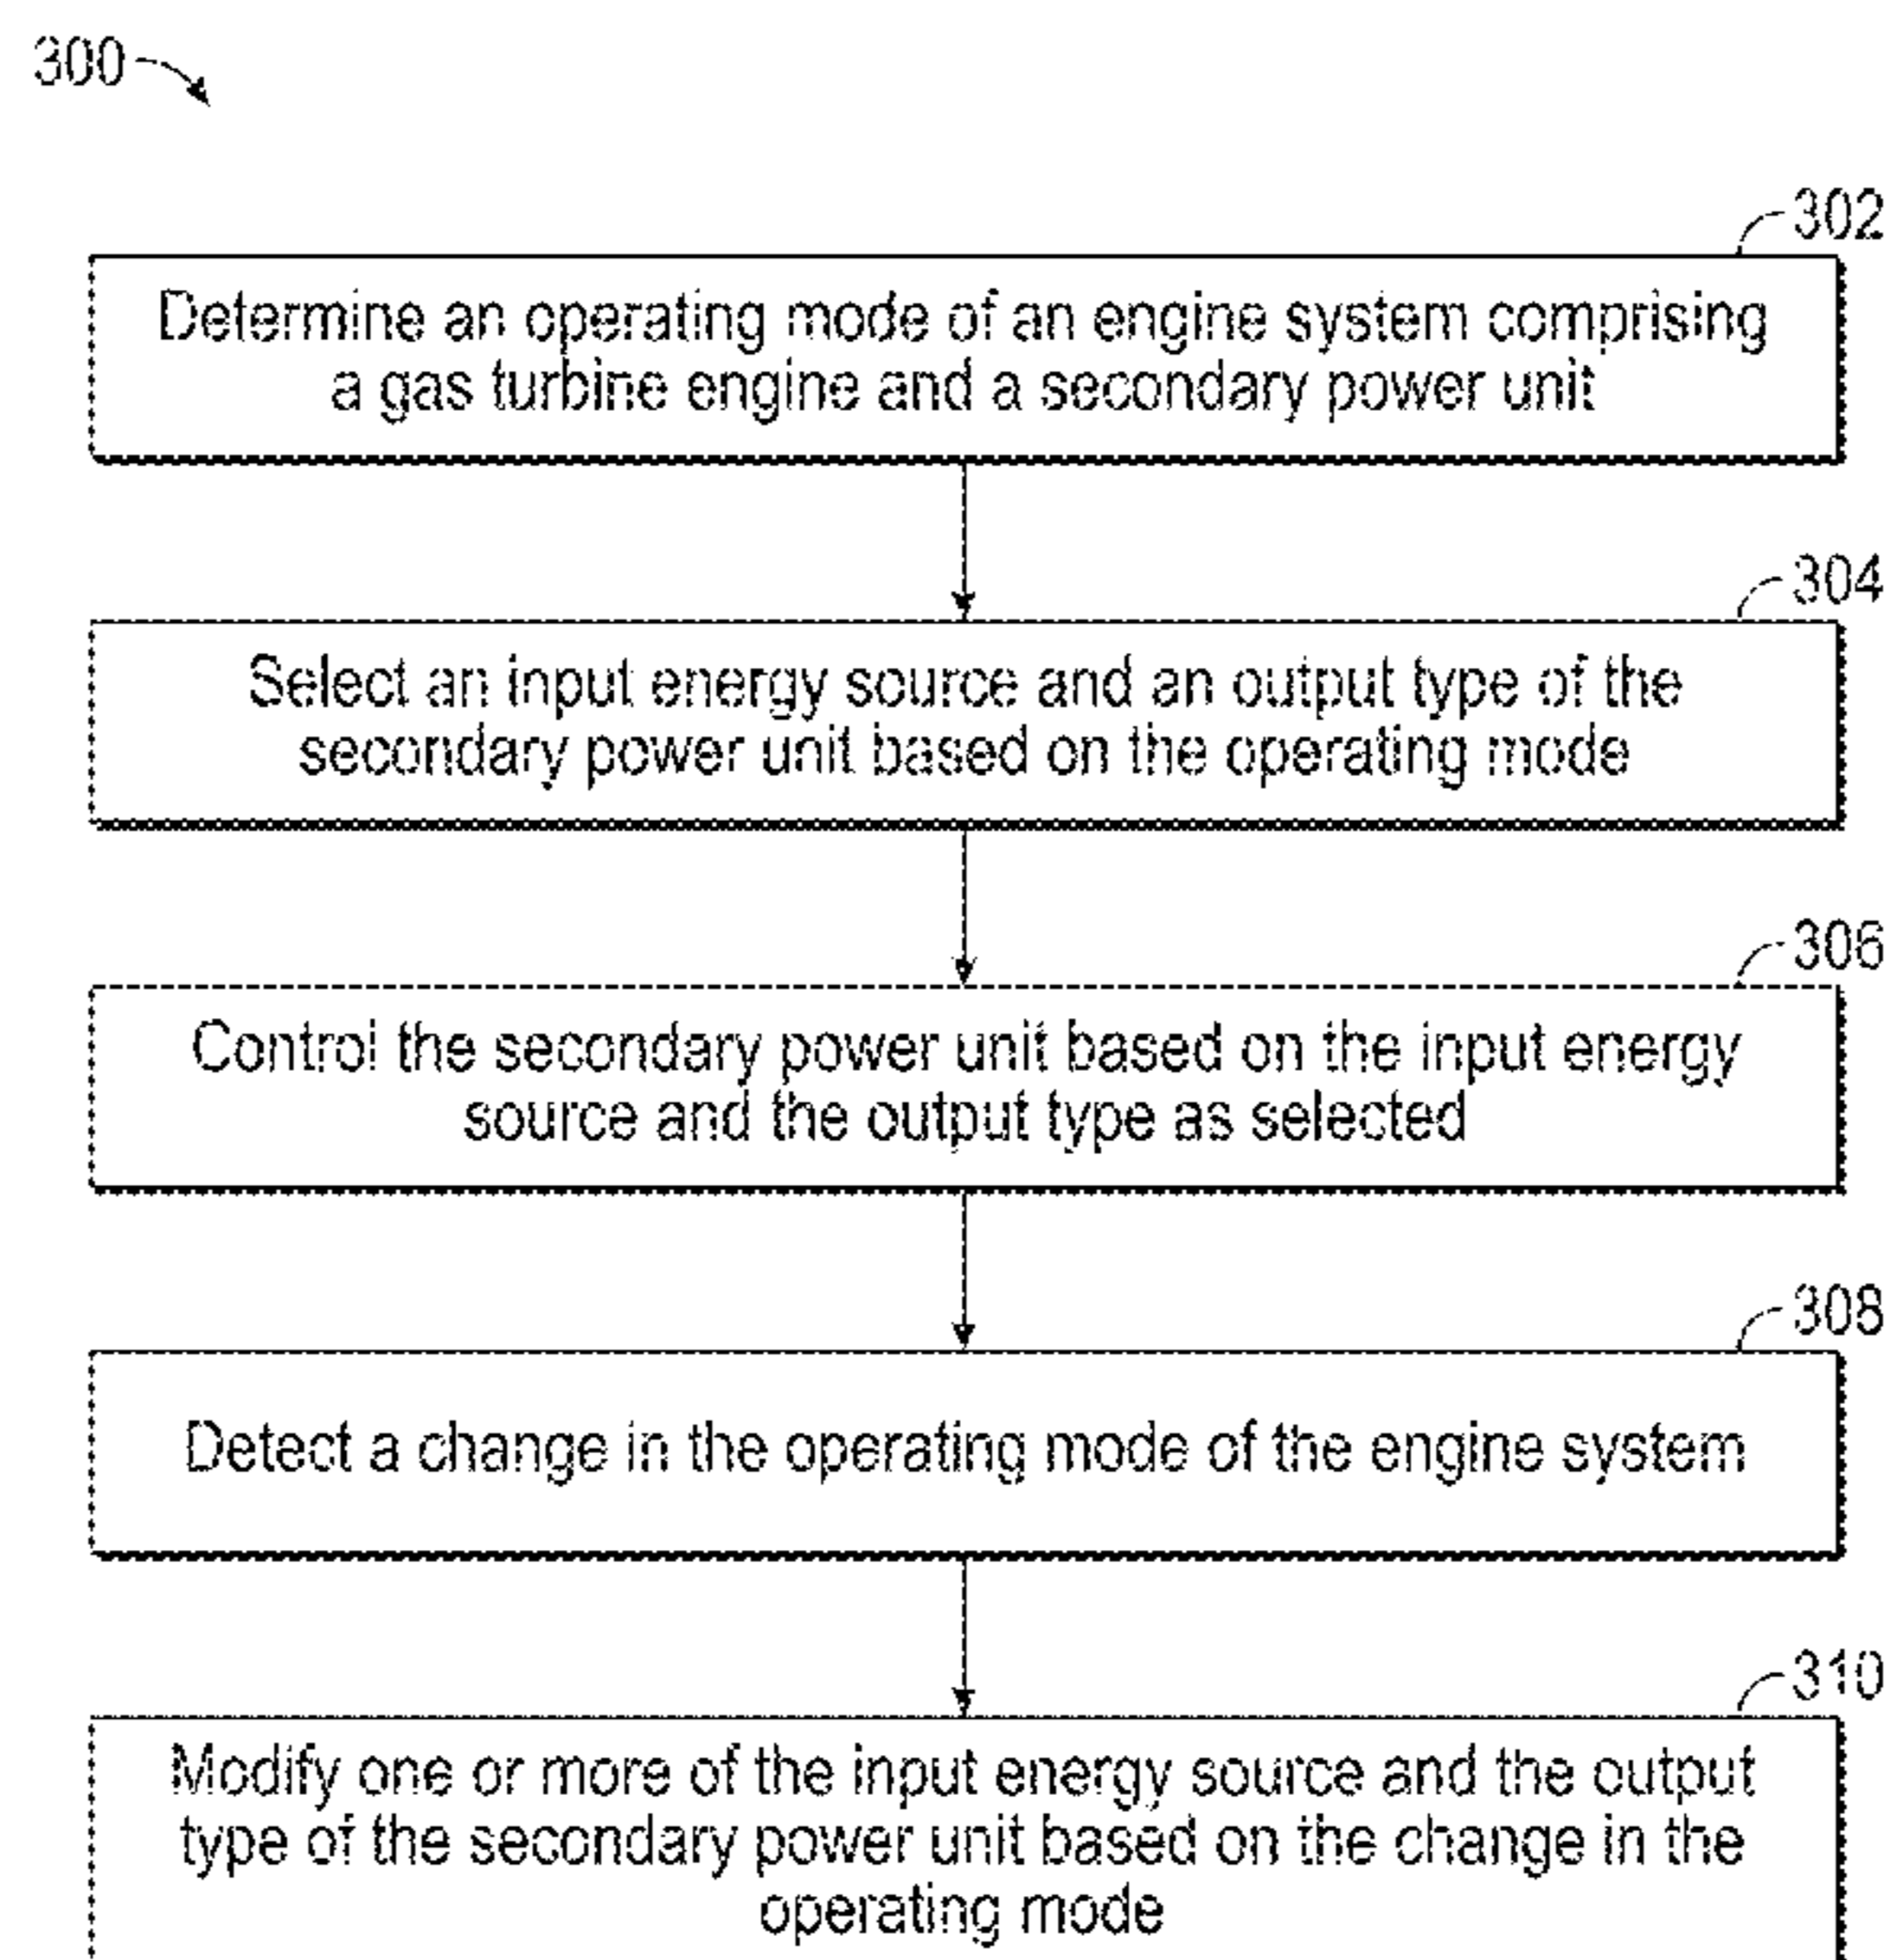 300
302
Determine an operating mode of an engine system comprising
a gas turbine engine and a secondary power unit
304
Select an input energy source and an output type of the
secondary power unit based on the operating mode
306
Control the secondary power unit based on the input energy
source and the output type as selected
308
Detect a change in the operating mode of the engine system
310
Modify one or more of the input energy source and the output
type of the secondary power unit based on the change in the
operating mode